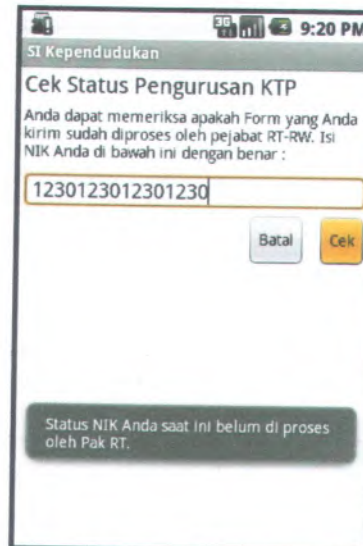 3G 9:20 PM
SI Kependudukan
Cek Status Pengurusan KTP
Anda dapat memeriksa apakah Form yang Anda
kirim sudah diproses oleh pejabat RT-RW. Isi
NIK Anda di bawah ini dengan benar :
1230123012301230
Batal Cek
Status NIK Anda saat ini belum di proses
oleh Pak RT.